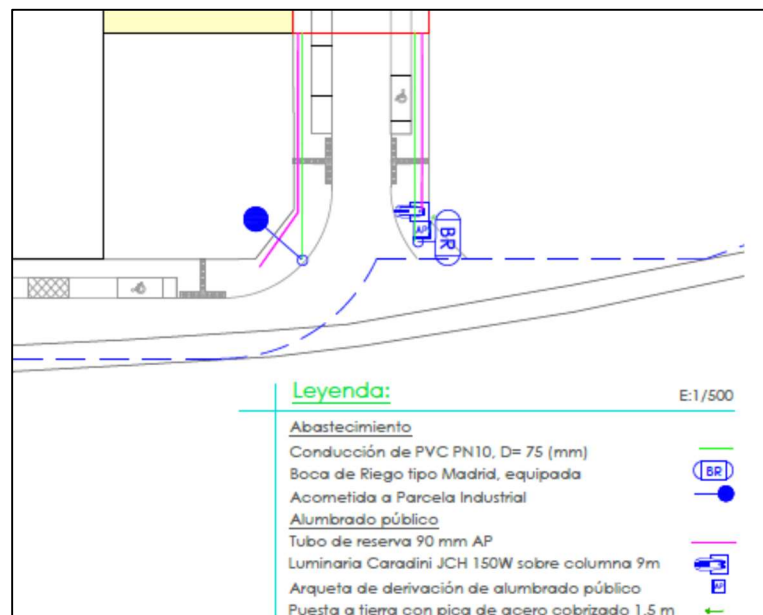 AP
BR
Leyenda:
E:1/500
Abastecimiento
Conducción de PVC PN10, D= 75 (mm)
Boca de Riego tipo Madrid, equipada
BR
Acometida a Parcela Industrial
Alumbrado público
Tubo de reserva 90 mm AP
Luminaria Caradini JCH 150W sobre columna 9m
Arqueta de derivación de alumbrado público
AP
Puesta a tierra con pica de acero cobrizado 1.5 m